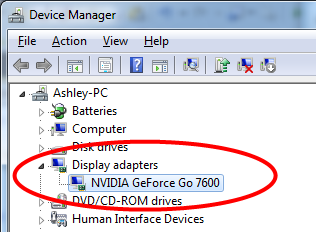 Device Manager
File Action View Help
Ashley-PC
Batteries
Computer
Disk drives
Display adapters
NVIDIA GeForce Go 7600
DVD/CD-ROM drives
Human Interface Devices